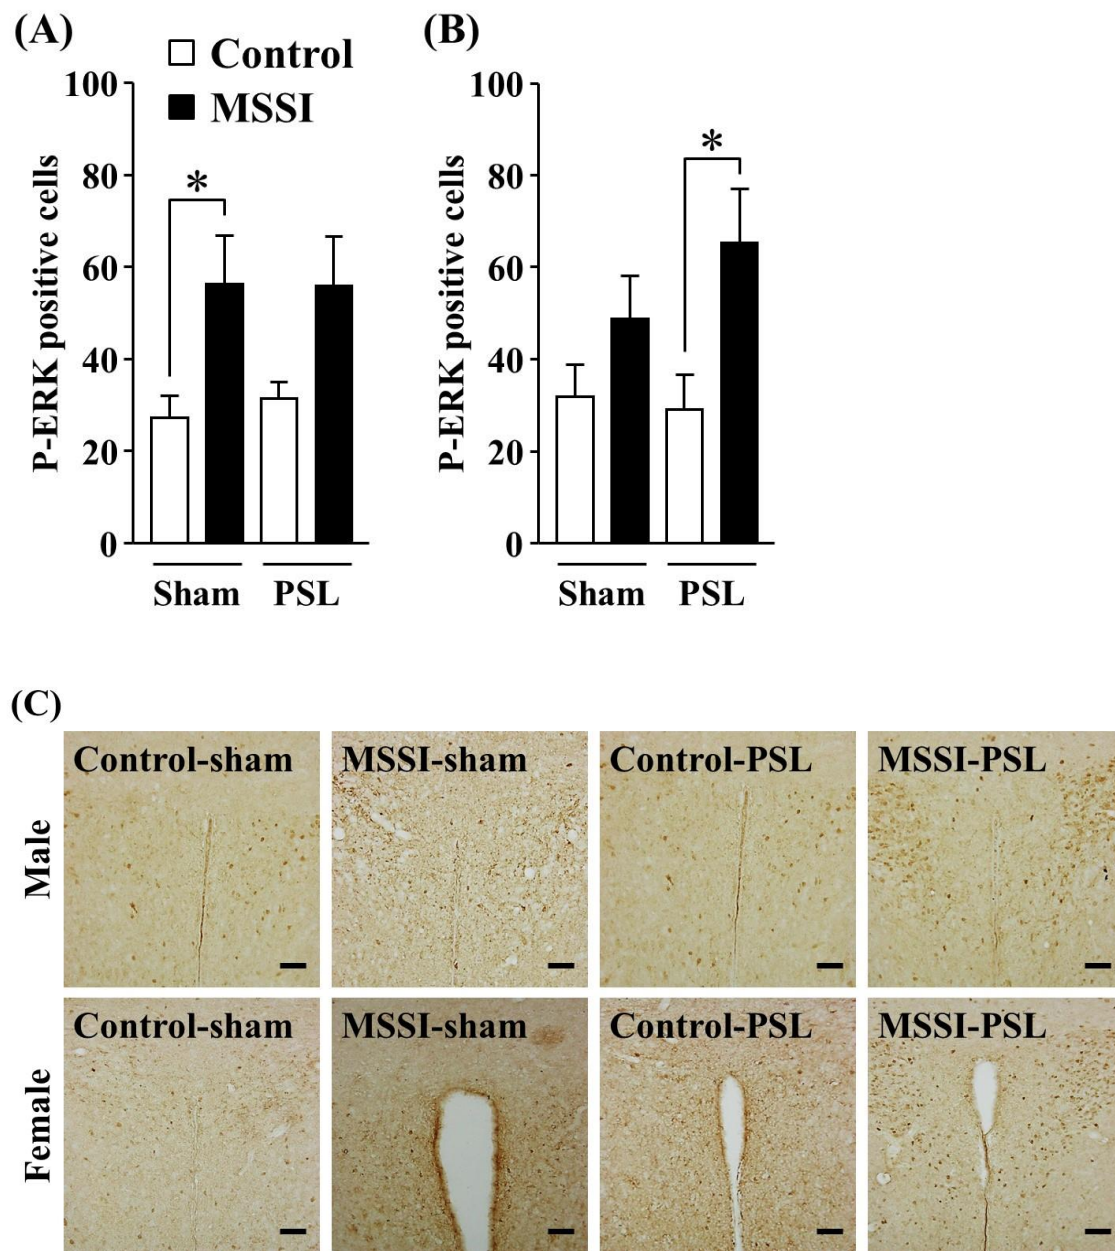 (A)
Control
MSSI
P-ERK positive cells
100
80
60
40
20
0
*
Sham PSL
(B)
P-ERK positive cells
100
80
60
40
20
0
*
Sham PSL
(C)
Male
Control-sham MSSI-sham Control-PSL MSSI-PSL
Female
Control-sham MSSI-sham Control-PSL MSSI-PSL